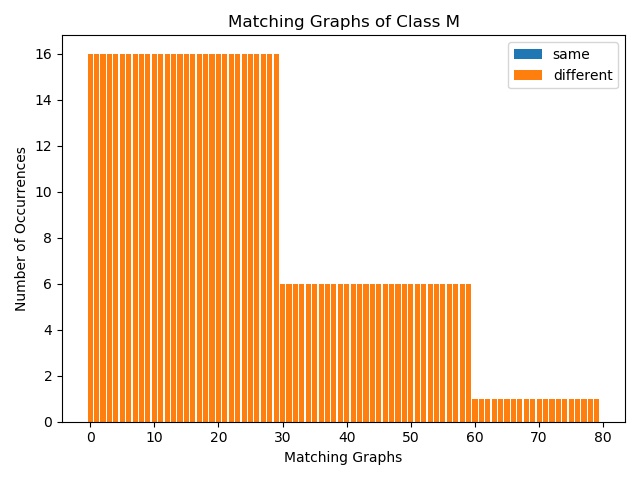 Matching Graphs of Class M
same
different
Number of Occurrences
16
14
12
10
8
6
4
2
0
0 10 20 30 40 50 60 70 80
Matching Graphs